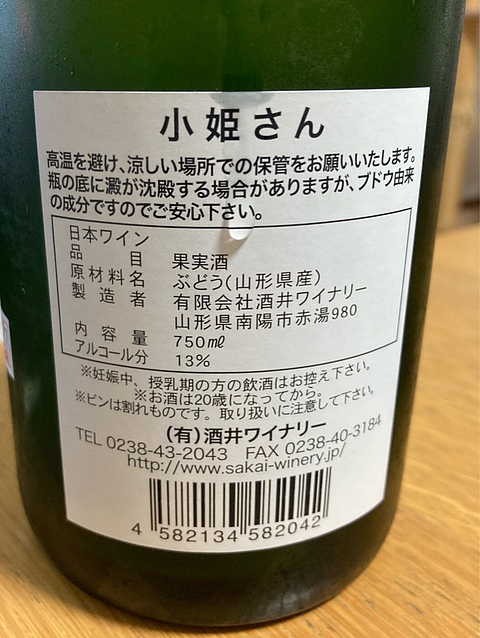 小姫さん
高温を避け、涼しい場所での保管をお願いいたします。
瓶の底に澱が沈殿する場合がありますが、ブドウ由来
の成分ですのでご安心下さい。
日本ワイン
品目 果実酒
原材料名 ぶどう(山形県産)
製造者 有限会社酒井ワイナリー
山形県南陽市赤湯980
内容量 750㎖
アルコール分 13%
※妊娠中、授乳期の方の飲酒はお控え下さい。
※お酒は20歳になってから。
※ビンは割れものです。取り扱いに注意して下さい。
(有)酒井ワイナリー
TEL 0238-43-2043 FAX 0238-40-3184
http://www.sakai-winery.jp/
4 582134 582042